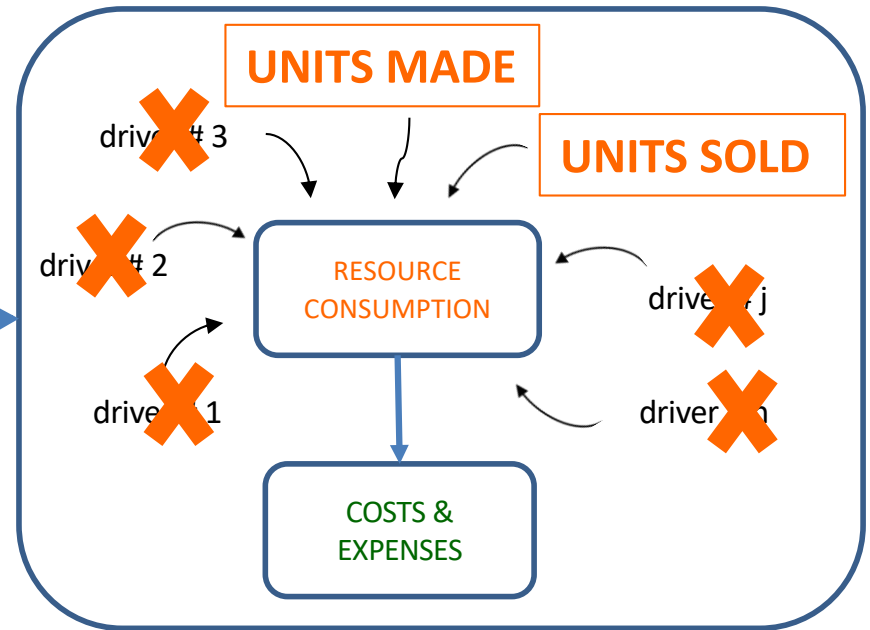 UNITS MADE
# 3
UNITS SOLD
# 2
RESOURCE
CONSUMPTION
j
1
driver
COSTS &
EXPENSES